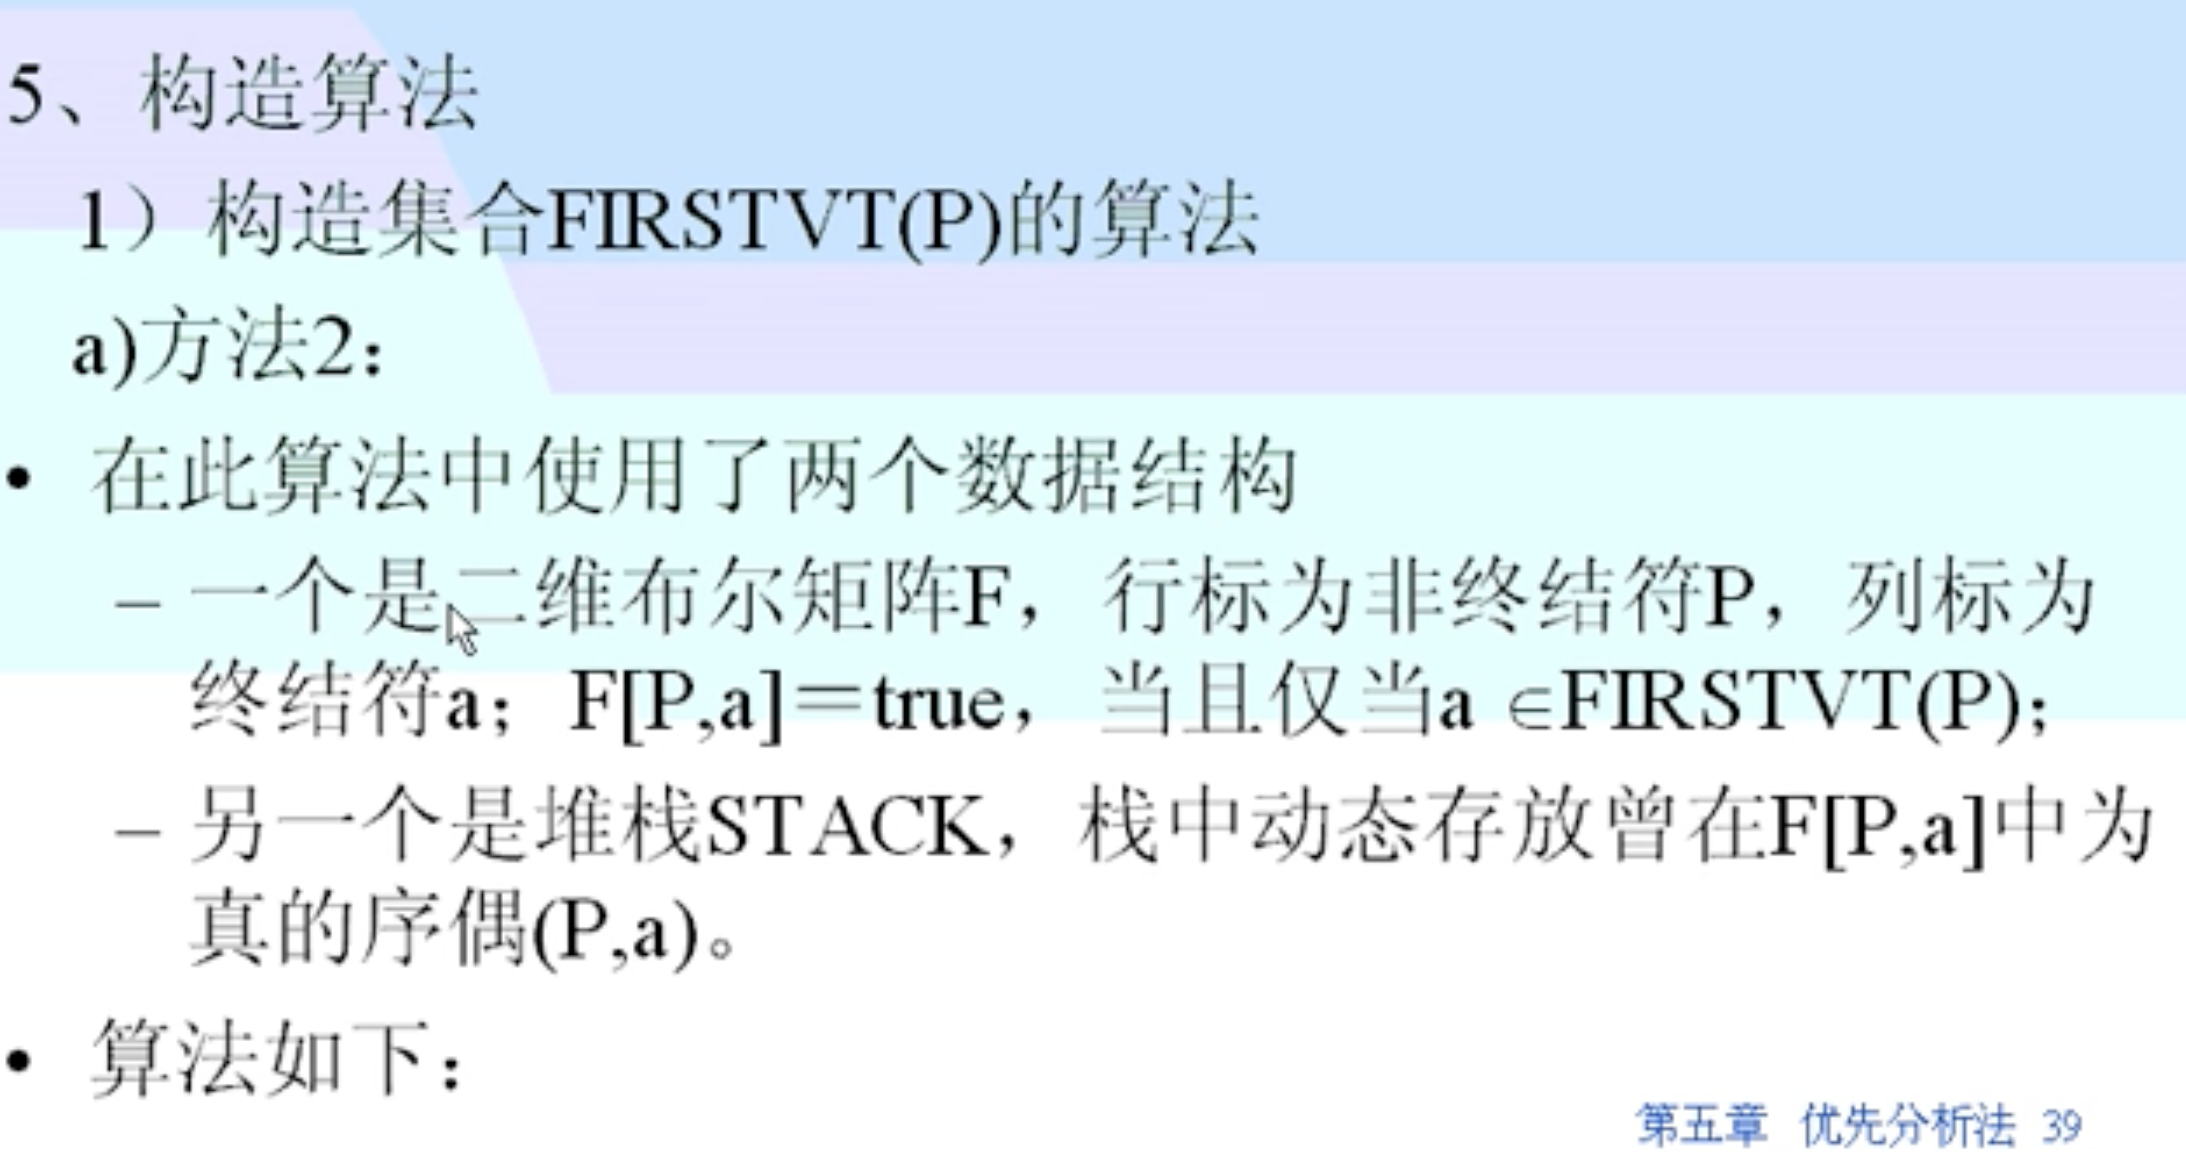 5、构造算法
1）构造集合FIRSTVT(P)的算法
a)方法2：
• 在此算法中使用了两个数据结构
– 一个是二维布尔矩阵F，行标为非终结符P，列标为
终结符a；F[P,a]＝true，当且仅当a ∈FIRSTVT(P)；
– 另一个是堆栈STACK，栈中动态存放曾在F[P,a]中为
真的序偶(P,a)。
• 算法如下：
第五章 优先分析法 39